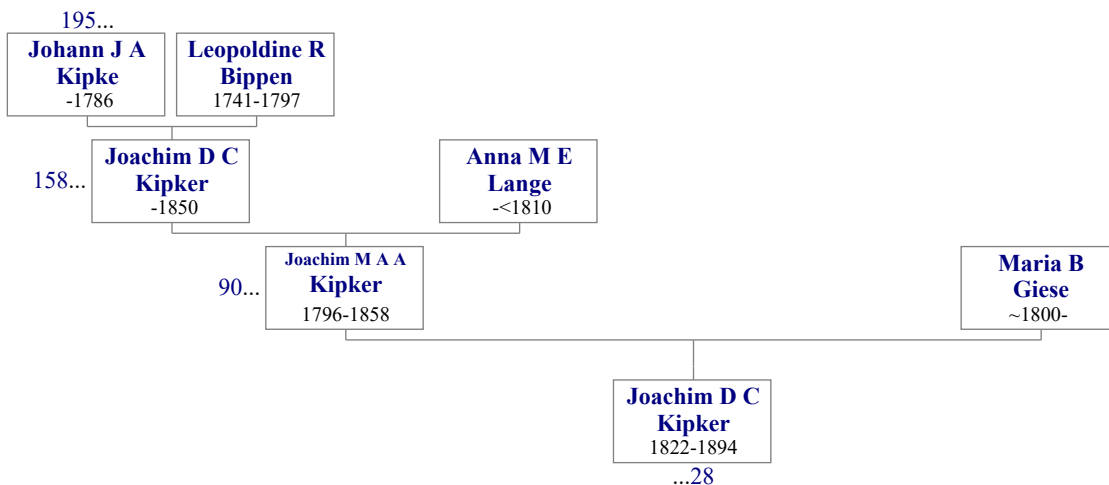 195...
Johann J A
Kipke
-1786
Leopoldine R
Bippen
1741-1797
158...
Joachim D C
Kipker
-1850
Anna M E
Lange
-<1810
90...
Joachim M A A
Kipker
1796-1858
Maria B
Giese
~1800-
Joachim D C
Kipker
1822-1894
...28